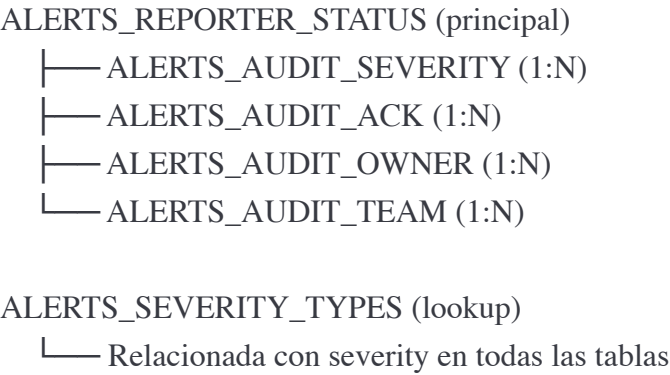 ALERTS_REPORTER_STATUS (principal)
├── ALERTS_AUDIT_SEVERITY (1:N)
├── ALERTS_AUDIT_ACK (1:N)
├── ALERTS_AUDIT_OWNER (1:N)
└── ALERTS_AUDIT_TEAM (1:N)
ALERTS_SEVERITY_TYPES (lookup)
└── Relacionada con severity en todas las tablas